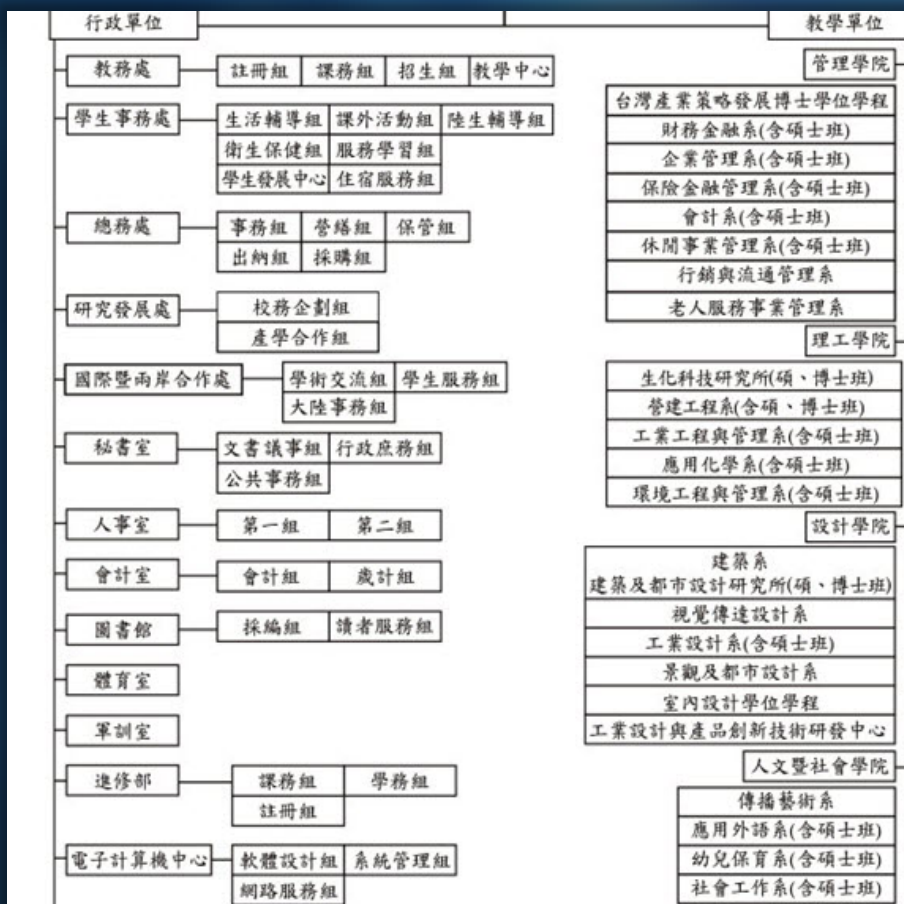 行政單位
教務處
註冊組 課務組 招生組 教學中心
學生事務處
生活輔導組 課外活動組 陸生輔導組
衛生保健組 服務學習組
學生發展中心 住宿服務組
總務處
事務組 營繕組 保管組
出納組 採購組
研究發展處
校務企劃組
產學合作組
國際暨兩岸合作處
學術交流組 學生服務組
大陸事務組
秘書室
文書議事組 行政庶務組
公共事務組
人事室
第一組 第二組
會計室
會計組 歲計組
圖書館
採編組 讀者服務組
體育室
軍訓室
進修部
課務組 學務組
註冊組
電子計算機中心
軟體設計組 系統管理組
網路服務組
教學單位
管理學院
台灣產業策略發展博士學位學程
財務金融系(含碩士班)
企業管理系(含碩士班)
保險金融管理系(含碩士班)
會計系(含碩士班)
休閒事業管理系(含碩士班)
行銷與流通管理系
老人服務事業管理系
理工學院
生化科技研究所(碩、博士班)
營建工程系(含碩、博士班)
工業工程與管理系(含碩士班)
應用化學系(含碩士班)
環境工程與管理系(含碩士班)
設計學院
建築系
建築及都市設計研究所(碩、博士班)
視覺傳達設計系
工業設計系(含碩士班)
景觀及都市設計系
室內設計學位學程
工業設計與產品創新技術研發中心
人文暨社會學院
傳播藝術系
應用外語系(含碩士班)
幼兒保育系(含碩士班)
社會工作系(含碩士班)